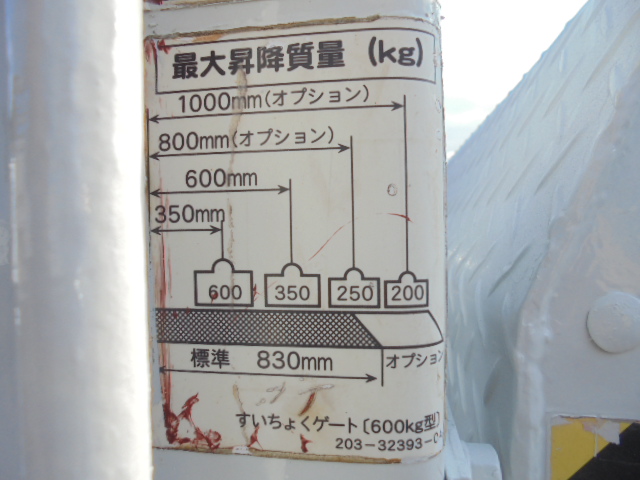 最大昇降質量 (kg)
1000mm(オプション)
800mm(オプション)
600mm
350mm
600 350 250 200
標準 830mm オプション
すいちょくゲート〔600kg型〕
203-32393-0